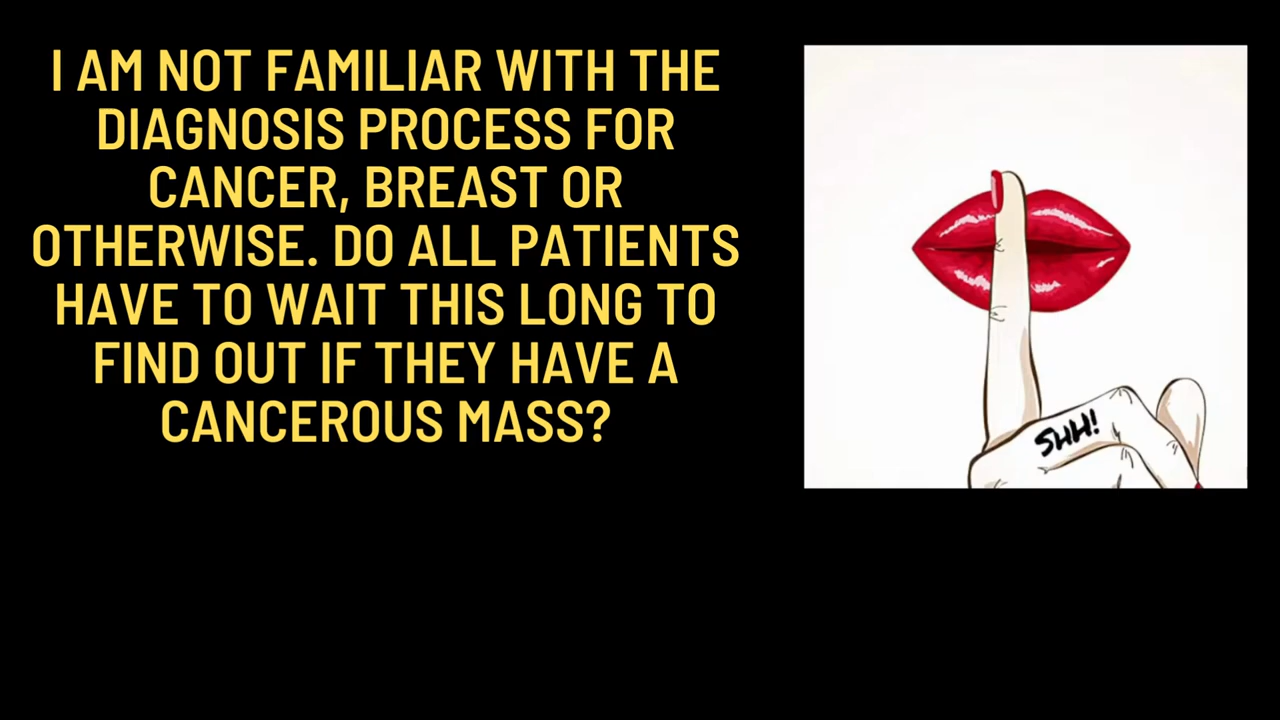 I AM NOT FAMILIAR WITH THE
DIAGNOSIS PROCESS FOR
CANCER, BREAST OR
OTHERWISE. DO ALL PATIENTS
HAVE TO WAIT THIS LONG TO
FIND OUT IF THEY HAVE A
CANCEROUS MASS?
SHH!